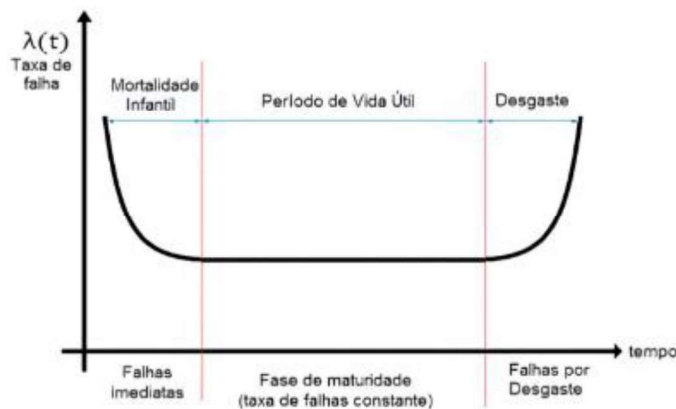 λ(t)
Taxa de
falha
Mortalidade
Infantil
Período de Vida Útil
Desgaste
tempo
Falhas
imediatas
Fase de maturidade
(taxa de falhas constante)
Falhas por
Desgaste